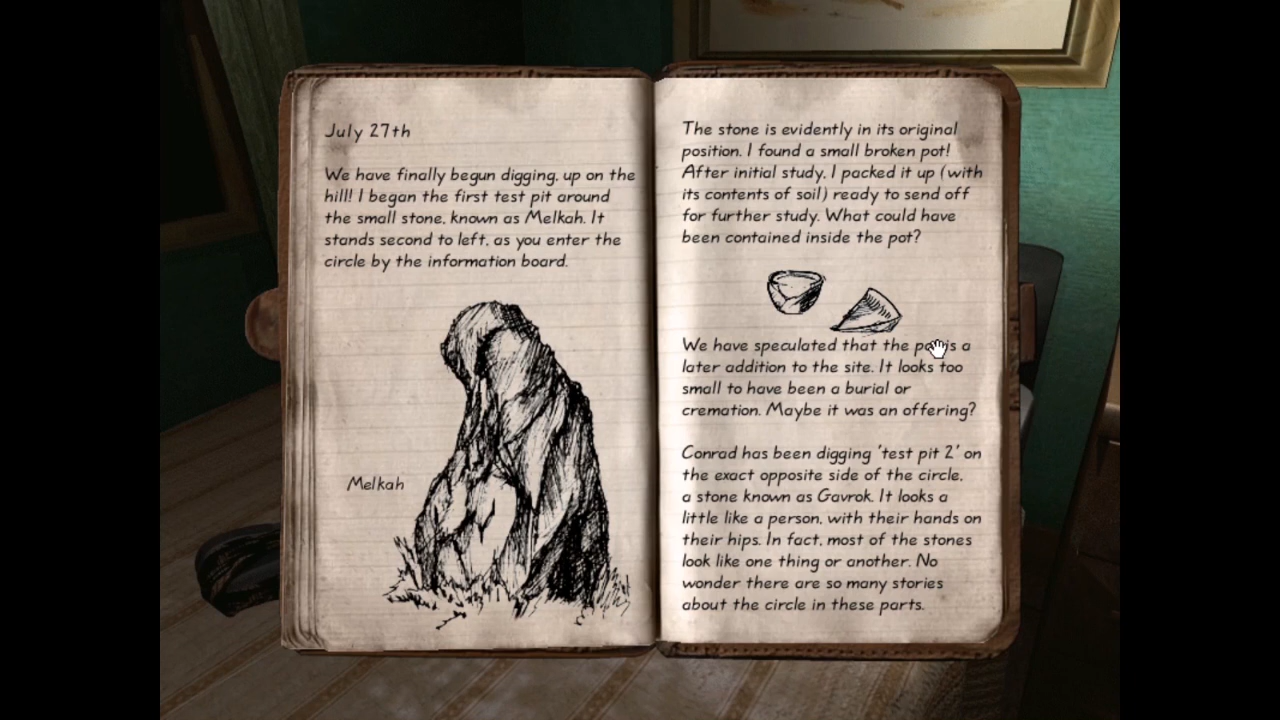 July 27th
We have finally begun digging, up on the
hill! I began the first test pit around
the small stone, known as Melkah. It
stands second to left, as you enter the
circle by the information board.
Melkah
The stone is evidently in its original
position. I found a small broken pot!
After initial study, I packed it up (with
its contents of soil) ready to send off
for further study. What could have
been contained inside the pot?
We have speculated that the is a
later addition to the site. It looks too
small to have been a burial or
cremation. Maybe it was an offering?
Conrad has been digging 'test pit 2' on
the exact opposite side of the circle,
a stone known as Gavrok. It looks a
little like a person, with their hands on
their hips. In fact, most of the stones
look like one thing or another. No
wonder there are so many stories
about the circle in these parts.